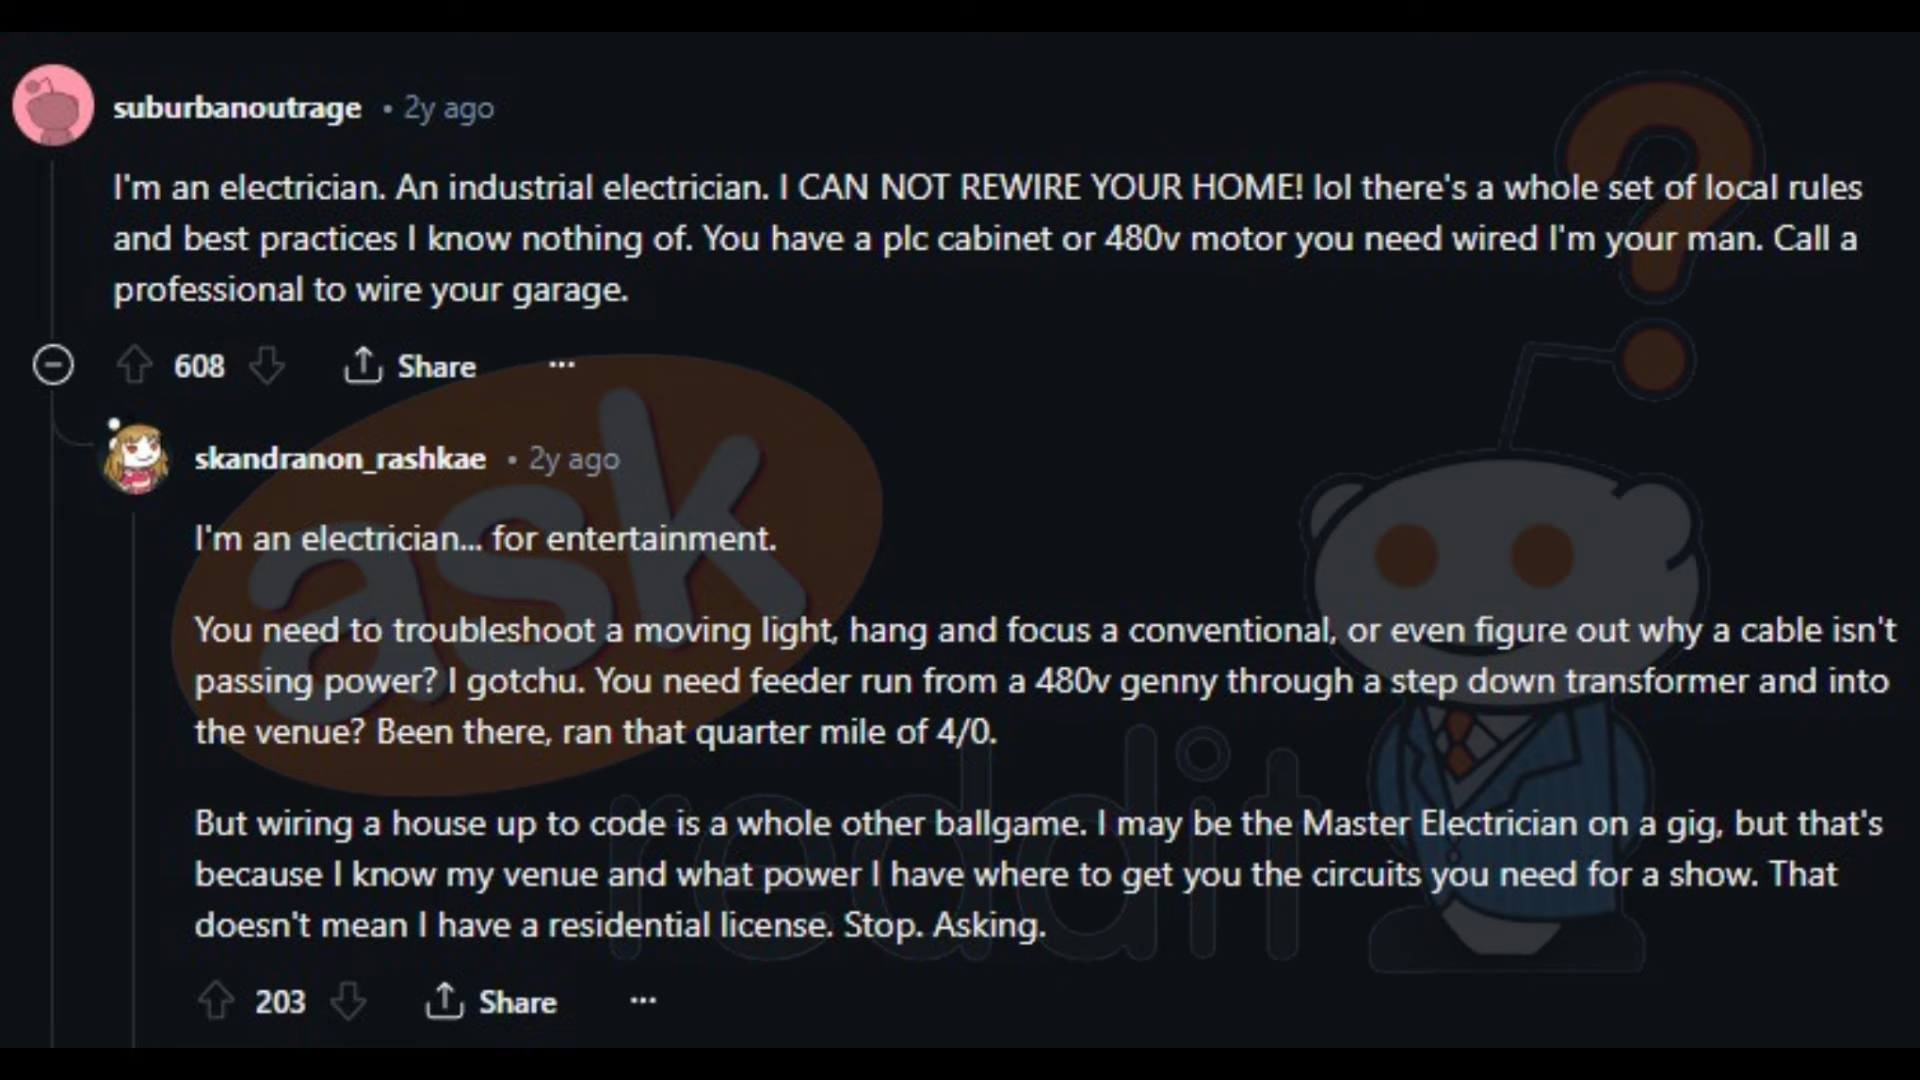 suburbanoutrage • 2y ago
I'm an electrician. An industrial electrician. I CAN NOT REWIRE YOUR HOME! lol there's a whole set of local rules
and best practices I know nothing of. You have a plc cabinet or 480v motor you need wired I'm your man. Call a
professional to wire your garage.
608 Share ...
skandranon_rashkae • 2y ago
I'm an electrician... for entertainment.
You need to troubleshoot a moving light, hang and focus a conventional, or even figure out why a cable isn't
passing power? I gotchu. You need feeder run from a 480v genny through a step down transformer and into
the venue? Been there, ran that quarter mile of 4/0.
But wiring a house up to code is a whole other ballgame. I may be the Master Electrician on a gig, but that's
because I know my venue and what power I have where to get you the circuits you need for a show. That
doesn't mean I have a residential license. Stop. Asking.
203 Share ...
ask
reddit
?